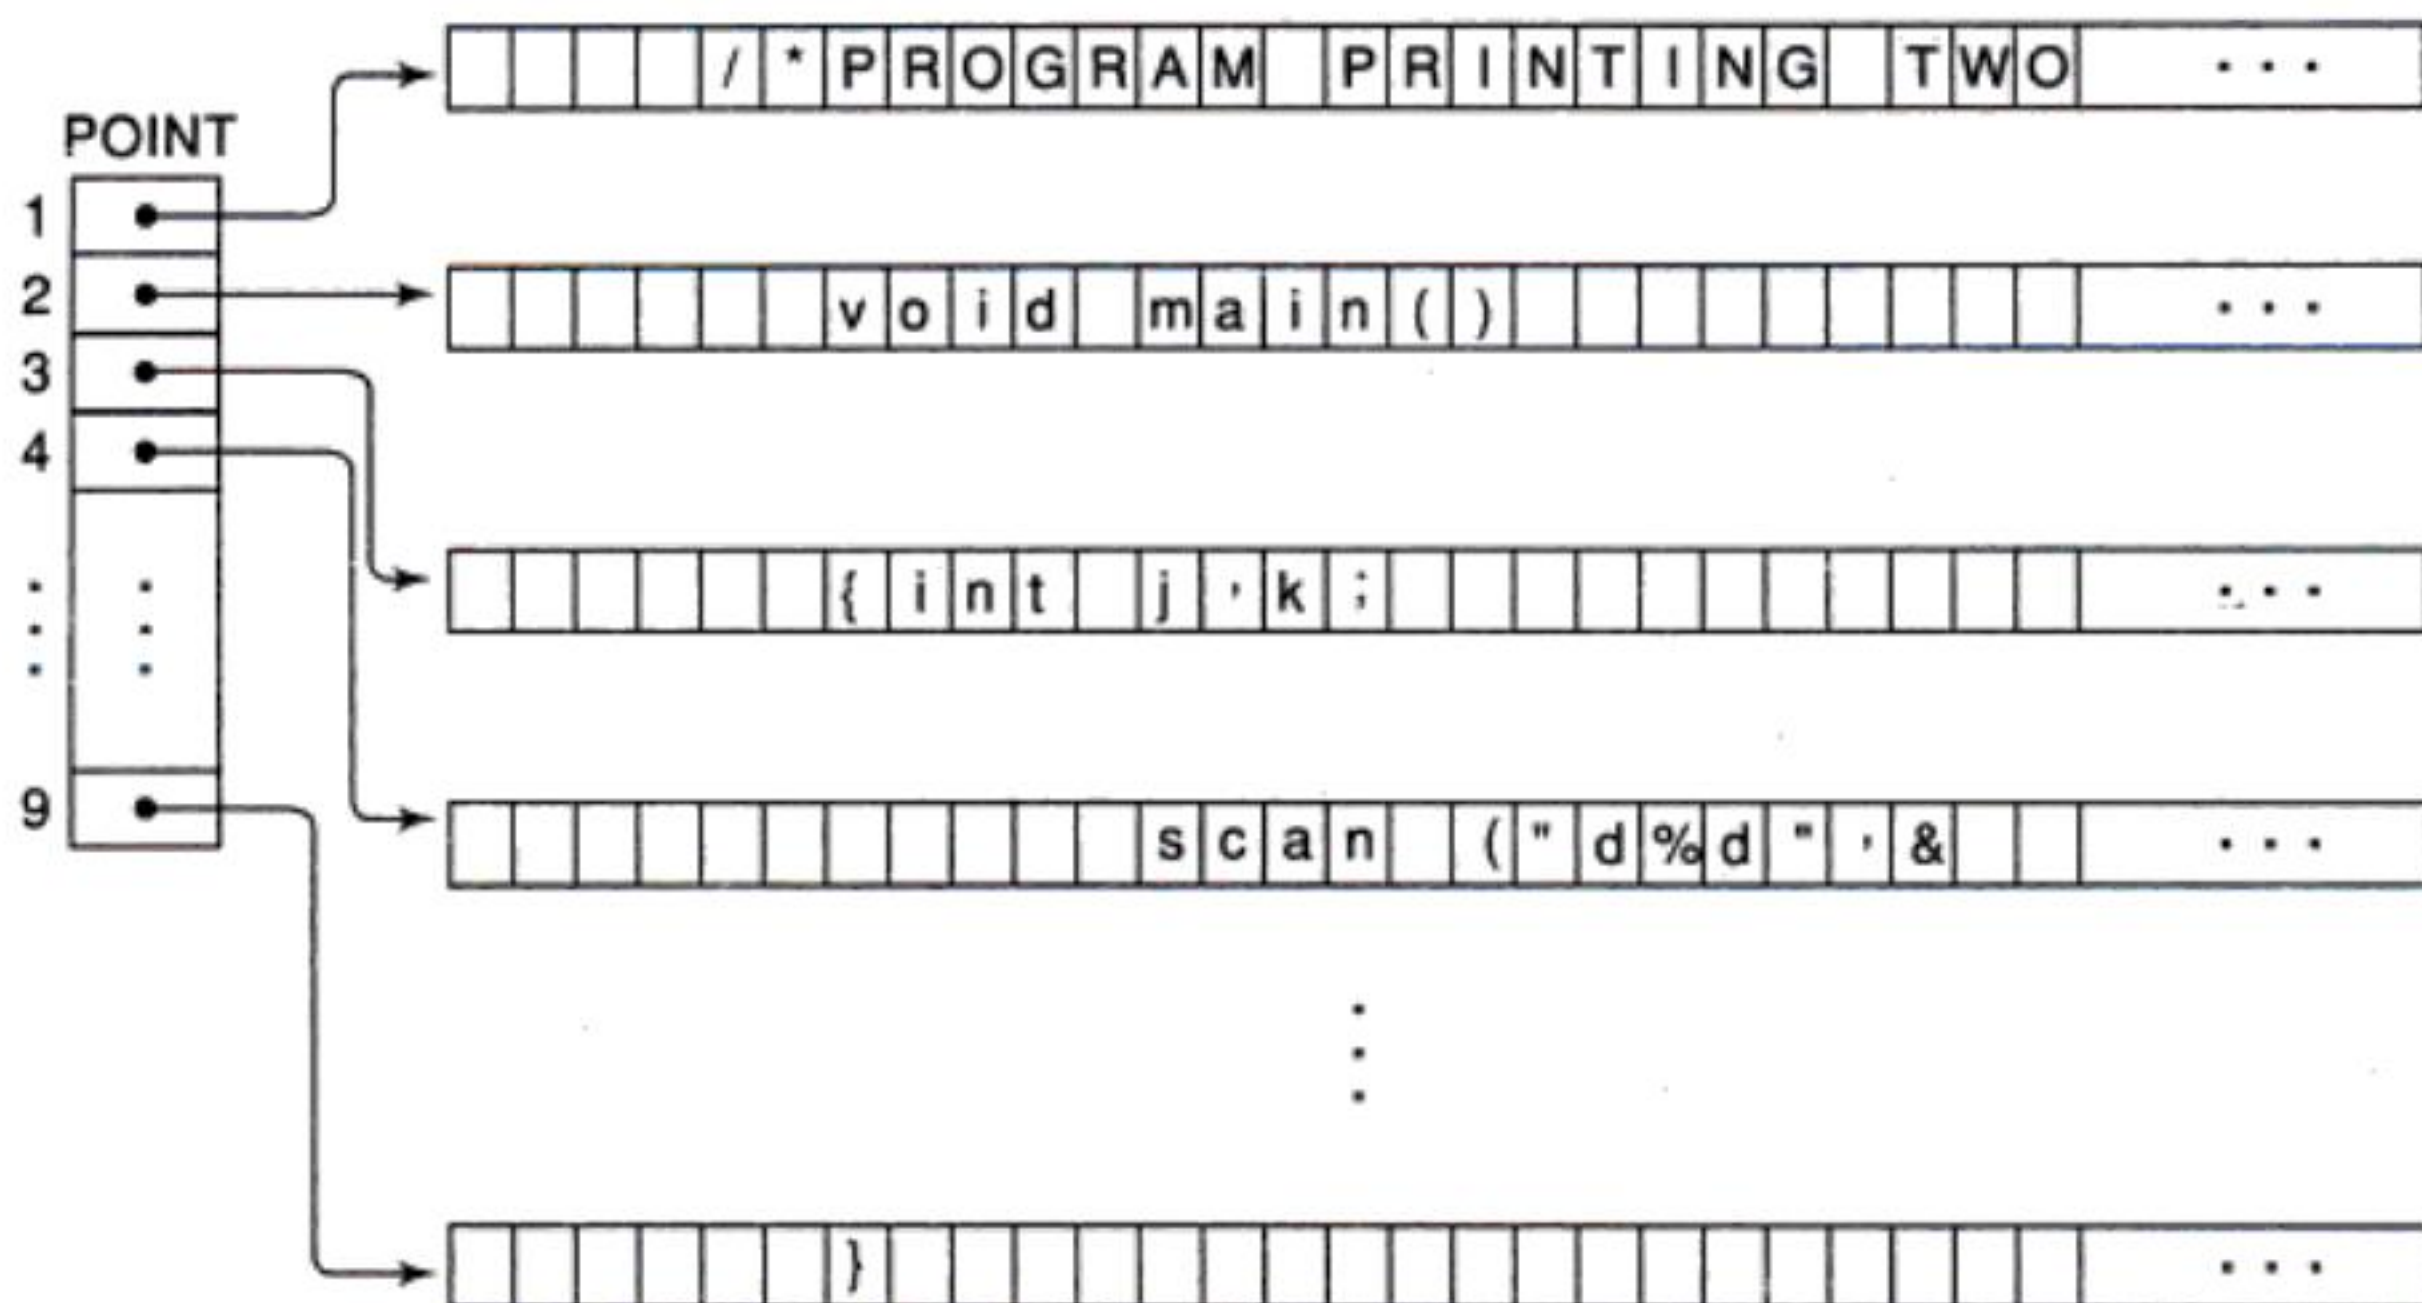 /*PROGRAM PRINTING TWO ...
POINT
1
2
void main() ...
3
{int j,k; ...
4
scan ("d%d",& ...
9
} ...